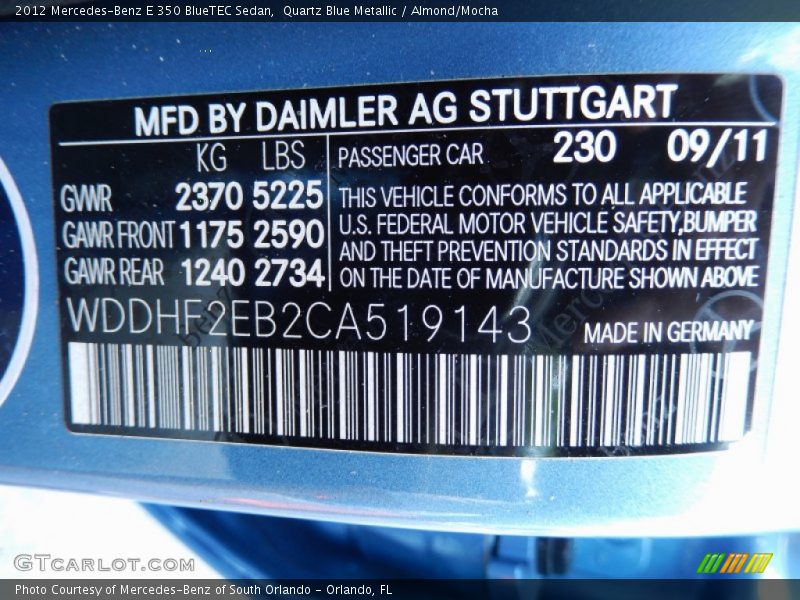 2012 Mercedes-Benz E 350 BlueTEC Sedan, Quartz Blue Metallic / Almond/Mocha
MFD BY DAIMLER AG STUTTGART
KG LBS PASSENGER CAR 230 09/11
GVWR 2370 5225
GAWR FRONT 1175 2590
GAWR REAR 1240 2734
THIS VEHICLE CONFORMS TO ALL APPLICABLE
U.S. FEDERAL MOTOR VEHICLE SAFETY,BUMPER
AND THEFT PREVENTION STANDARDS IN EFFECT
ON THE DATE OF MANUFACTURE SHOWN ABOVE
WDDHF2EB2CA519143 MADE IN GERMANY
GTcarlot.com
Photo Courtesy of Mercedes-Benz of South Orlando - Orlando, FL